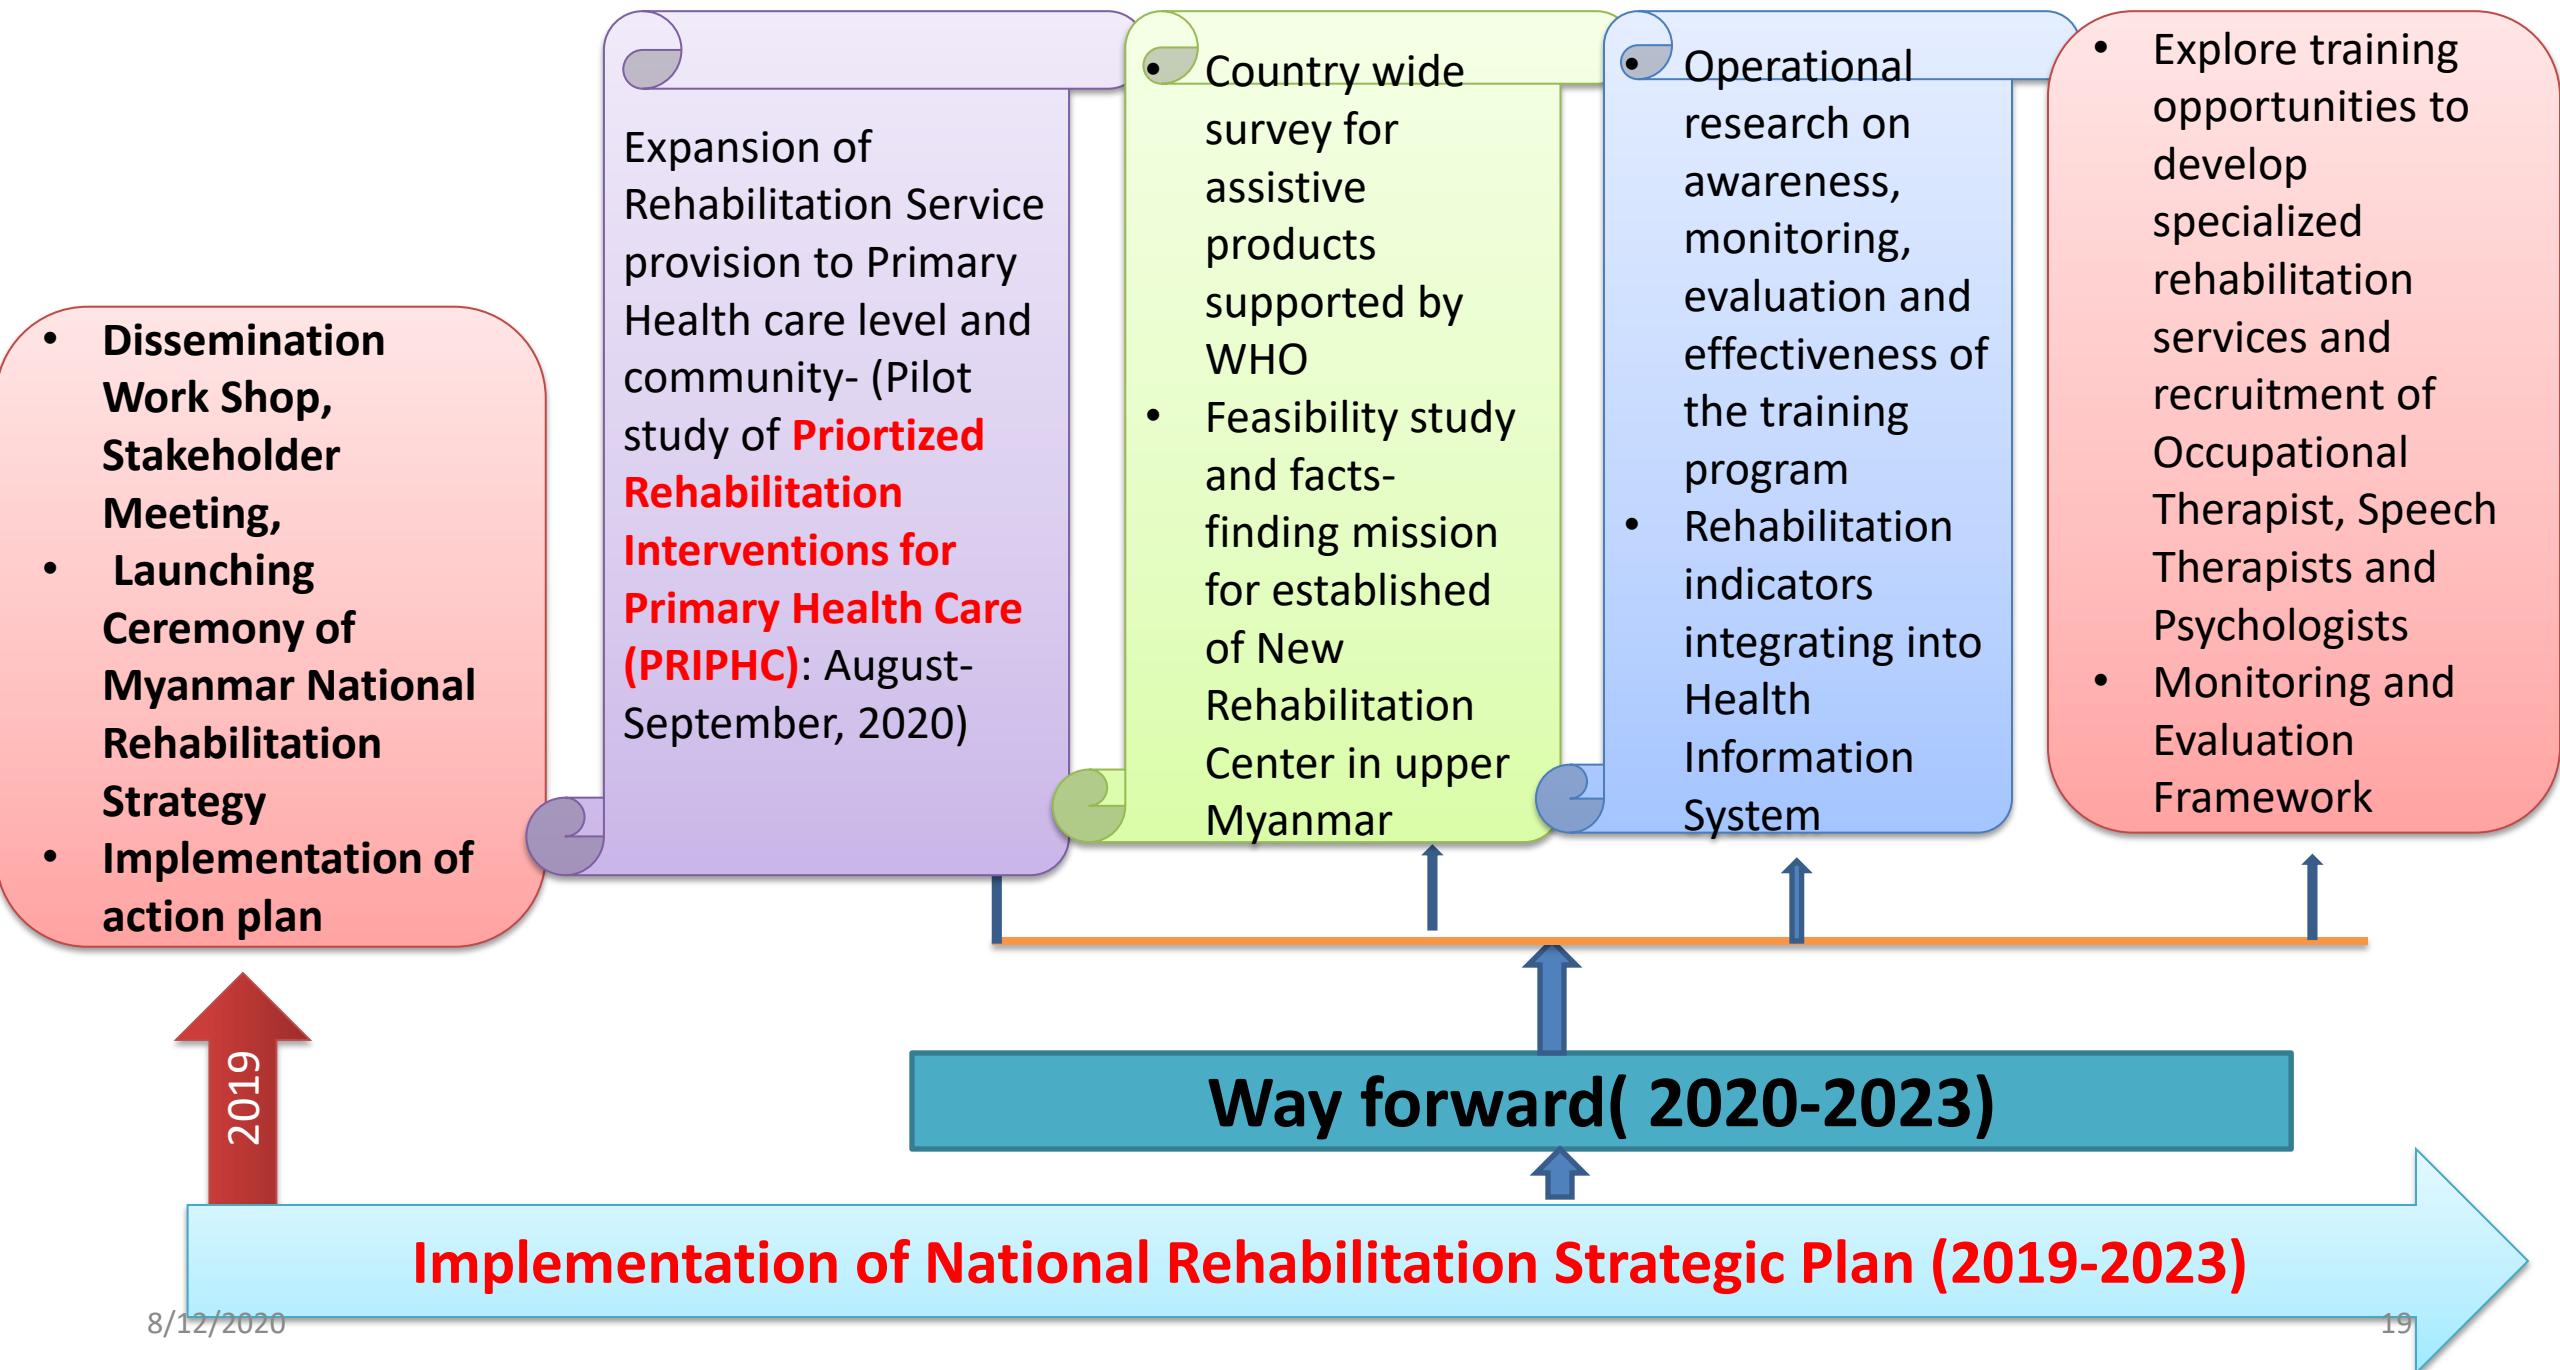 • Dissemination
Work Shop,
Stakeholder
Meeting,
• Launching
Ceremony of
Myanmar National
Rehabilitation
Strategy
• Implementation of
action plan
Expansion of
Rehabilitation Service
provision to Primary
Health care level and
community- (Pilot
study of Priortized
Rehabilitation
Interventions for
Primary Health Care
(PRIPHC): August-
September, 2020)
• Country wide
survey for
assistive
products
supported by
WHO
• Feasibility study
and facts-
finding mission
for established
of New
Rehabilitation
Center in upper
Myanmar
• Operational
research on
awareness,
monitoring,
evaluation and
effectiveness of
the training
program
• Rehabilitation
indicators
integrating into
Health
Information
System
• Explore training
opportunities to
develop
specialized
rehabilitation
services and
recruitment of
Occupational
Therapist, Speech
Therapists and
Psychologists
• Monitoring and
Evaluation
Framework
2019
Way forward( 2020-2023)
Implementation of National Rehabilitation Strategic Plan (2019-2023)
8/12/2020
19